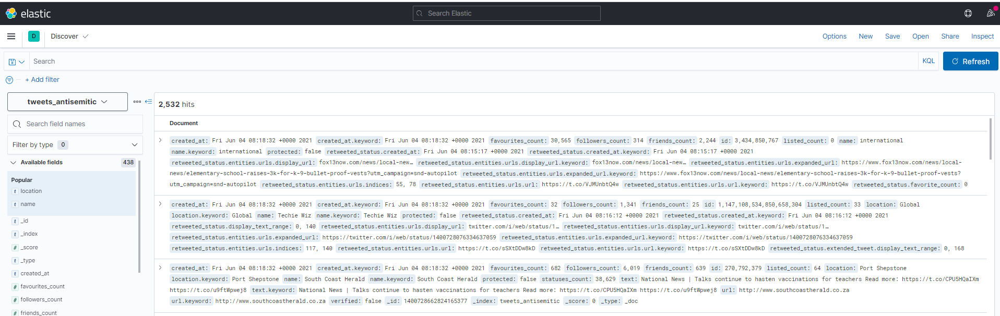 elastic
Search Elastic
D
Discover
Options New Save Open Share Inspect
Search
KQL
Refresh
+ Add filter
tweets_antisemitic
2,532 hits
Search field names
Document
Filter by type 0
Available fields 438
Popular
t location
t name
t _id
t _index
# _score
t _type
t created_at
# favourites_count
# followers_count
# friends_count
created_at: Fri Jun 04 08:18:32 +0000 2021 created_at.keyword: Fri Jun 04 08:18:32 +0000 2021 favourites_count: 30,565 followers_count: 314 friends_count: 2,244 id: 3,434,850,767 listed_count: 0 name: international
name.keyword: international protected: false retweeted_status.created_at: Fri Jun 04 08:15:17 +0000 2021 retweeted_status.created_at.keyword: Fri Jun 04 08:15:17 +0000 2021
retweeted_status.entities.urls.display_url: fox13now.com/news/local-new… retweeted_status.entities.urls.display_url.keyword: fox13now.com/news/local-new… retweeted_status.entities.urls.expanded_url: https://www.fox13now.com/news/local-
news/elementary-school-raises-3k-for-k-9-bullet-proof-vests?utm_campaign=snd-autopilot retweeted_status.entities.urls.expanded_url.keyword: https://www.fox13now.com/news/local-news/elementary-school-raises-3k-for-k-9-bullet-proof-vests?
utm_campaign=snd-autopilot retweeted_status.entities.urls.indices: 55, 78 retweeted_status.entities.urls.url: https://t.co/VJMUnbtQ4w retweeted_status.entities.urls.url.keyword: https://t.co/VJMUnbtQ4w retweeted_status.favorite_count: 0
created_at: Fri Jun 04 08:18:32 +0000 2021 created_at.keyword: Fri Jun 04 08:18:32 +0000 2021 favourites_count: 32 followers_count: 1,341 friends_count: 25 id: 1,147,108,534,850,658,304 listed_count: 33 location: Global
location.keyword: Global name: Techie Wiz name.keyword: Techie Wiz protected: false retweeted_status.created_at: Fri Jun 04 08:16:12 +0000 2021 retweeted_status.created_at.keyword: Fri Jun 04 08:16:12 +0000 2021
retweeted_status.display_text_range: 0, 140 retweeted_status.entities.urls.display_url: twitter.com/i/web/status/1… retweeted_status.entities.urls.display_url.keyword: twitter.com/i/web/status/1…
retweeted_status.entities.urls.expanded_url: https://twitter.com/i/web/status/1400728076334637059 retweeted_status.entities.urls.expanded_url.keyword: https://twitter.com/i/web/status/1400728076334637059
retweeted_status.entities.urls.indices: 117, 140 retweeted_status.entities.urls.url: https://t.co/sSXtDDw8kD retweeted_status.entities.urls.url.keyword: https://t.co/sSXtDDw8kD retweeted_status.extended_tweet.display_text_range: 0, 168
created_at: Fri Jun 04 08:18:32 +0000 2021 created_at.keyword: Fri Jun 04 08:18:32 +0000 2021 favourites_count: 682 followers_count: 6,019 friends_count: 639 id: 270,792,379 listed_count: 64 location: Port Shepstone
location.keyword: Port Shepstone name: South Coast Herald name.keyword: South Coast Herald protected: false statuses_count: 38,629 text: National News | Talks continue to hasten vaccinations for teachers Read more: https://t.co/CPU5HQaIXm
https://t.co/u9ftWpwej8 text.keyword: National News | Talks continue to hasten vaccinations for teachers Read more: https://t.co/CPU5HQaIXm https://t.co/u9ftWpwej8 url: http://www.southcoastherald.co.za
url.keyword: http://www.southcoastherald.co.za verified: false _id: 1400728662824165377 _index: tweets_antisemitic _score: 0 _type: _doc